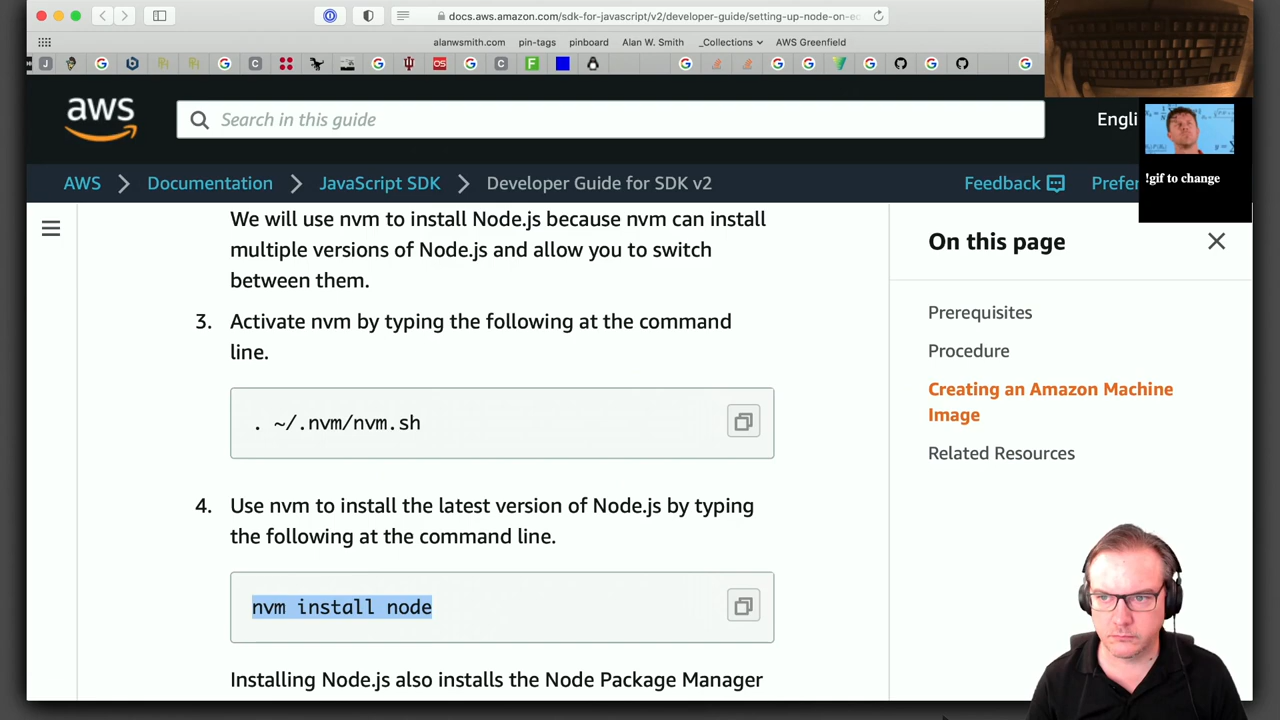 docs.aws.amazon.com/sdk-for-javascript/v2/developer-guide/setting-up-node-on-e
alanwsmith.com pin-tags pinboard Alan W. Smith _Collections AWS Greenfield
aws
Search in this guide
Engli
!gif to change
AWS Documentation JavaScript SDK Developer Guide for SDK v2
Feedback
Prefer
We will use nvm to install Node.js because nvm can install
multiple versions of Node.js and allow you to switch
between them.
3. Activate nvm by typing the following at the command
line.
. ~/.nvm/nvm.sh
4. Use nvm to install the latest version of Node.js by typing
the following at the command line.
nvm install node
Installing Node.js also installs the Node Package Manager
On this page
Prerequisites
Procedure
Creating an Amazon Machine
Image
Related Resources